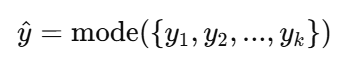 ŷ = mode({y₁, y₂, ..., yₖ})